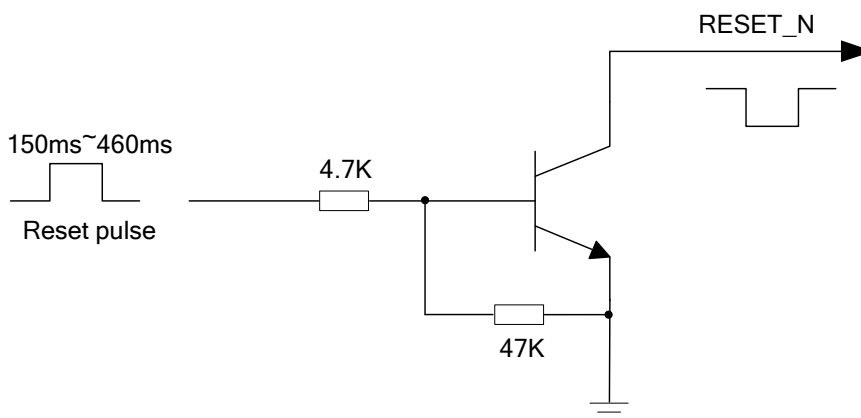 RESET_N
150ms~460ms
4.7K
Reset pulse
47K